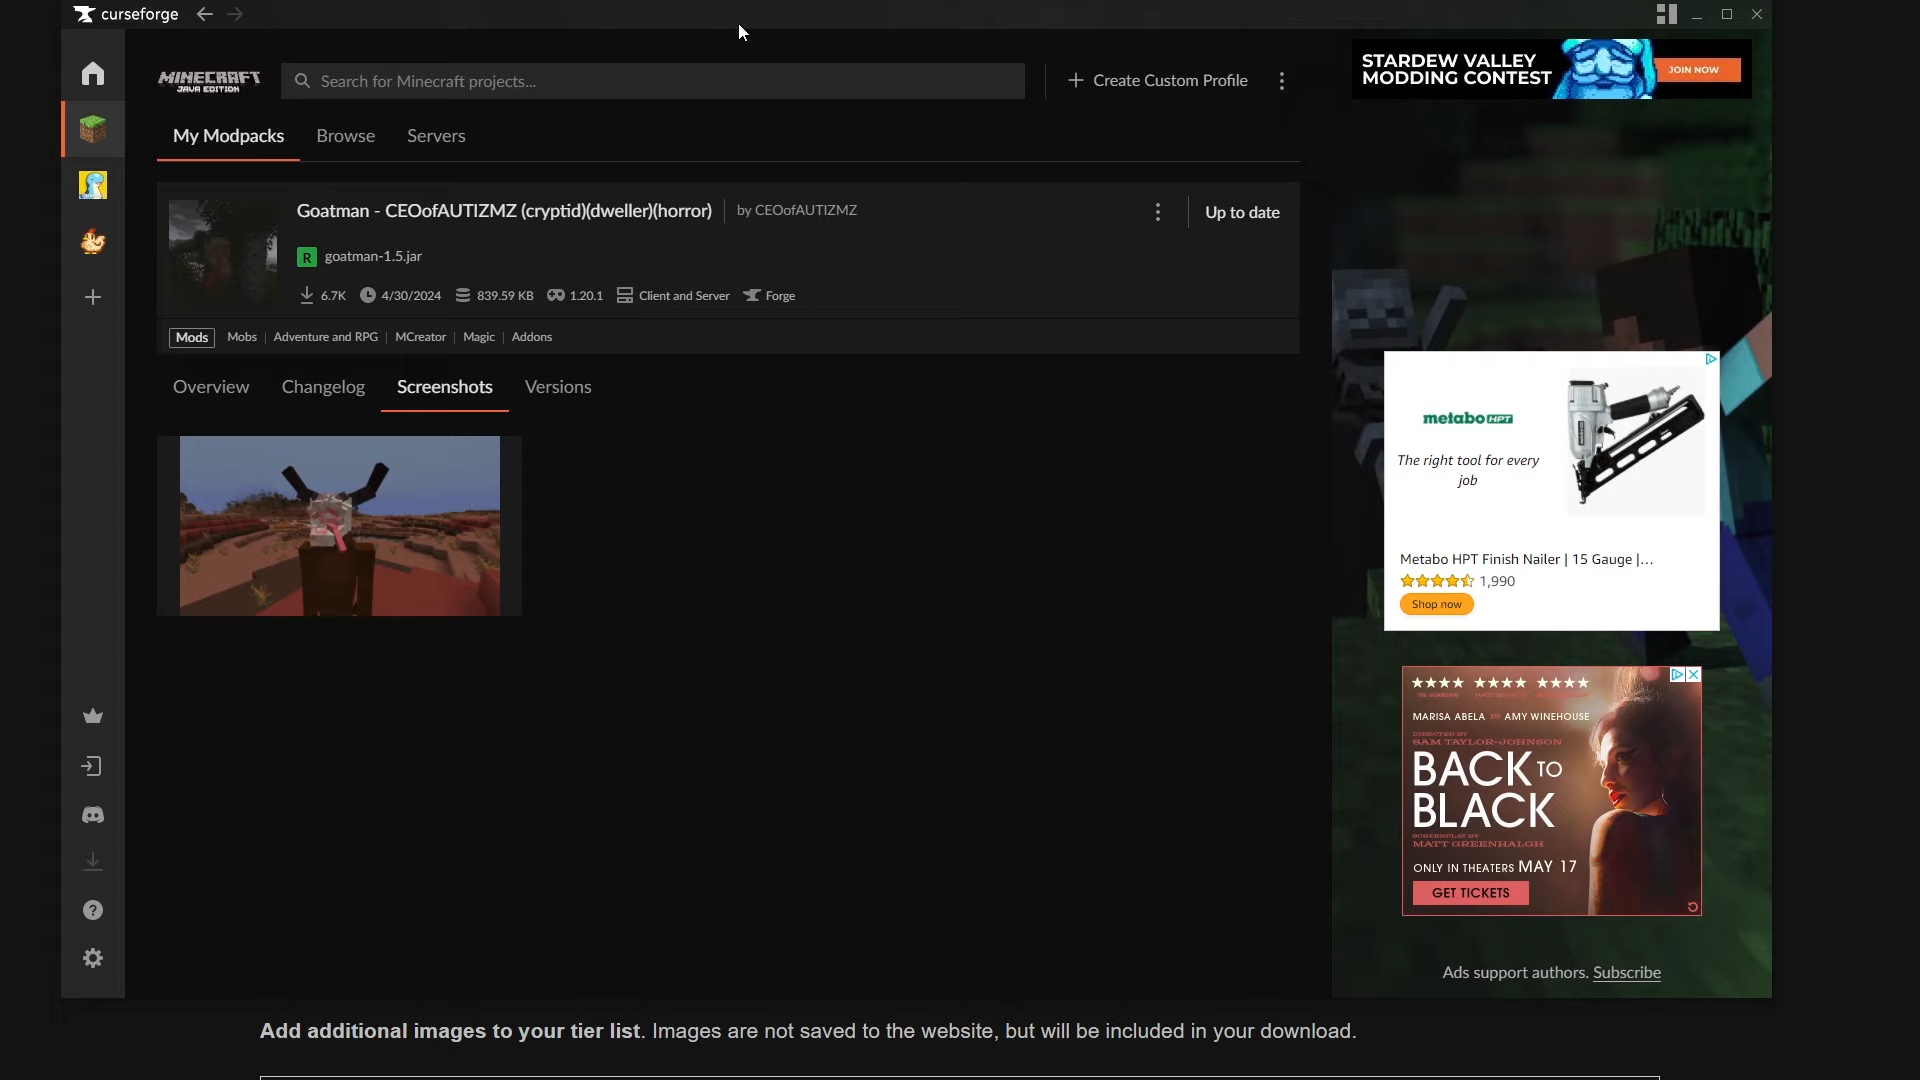 curseforge
MINECRAFT
JAVA EDITION
Search for Minecraft projects...
Create Custom Profile
My Modpacks
Browse
Servers
Goatman - CEOofAUTIZMZ (cryptid)(dweller)(horror)
by CEOofAUTIZMZ
Up to date
R
goatman-1.5.jar
6.7K
4/30/2024
839.59 KB
1.20.1
Client and Server
Forge
Mods
Mobs
Adventure and RPG
MCreator
Magic
Addons
Overview
Changelog
Screenshots
Versions
STARDEW VALLEY
MODDING CONTEST
JOIN NOW
metabo HPT
The right tool for every
job
Metabo HPT Finish Nailer | 15 Gauge |...
1,990
Shop now
MARISA ABELA IS AMY WINEHOUSE
DIRECTED BY
SAM TAYLOR-JOHNSON
BACK TO
BLACK
SCREENPLAY BY
MATT GREENHALGH
ONLY IN THEATERS MAY 17
GET TICKETS
Ads support authors. Subscribe
Add additional images to your tier list. Images are not saved to the website, but will be included in your download.